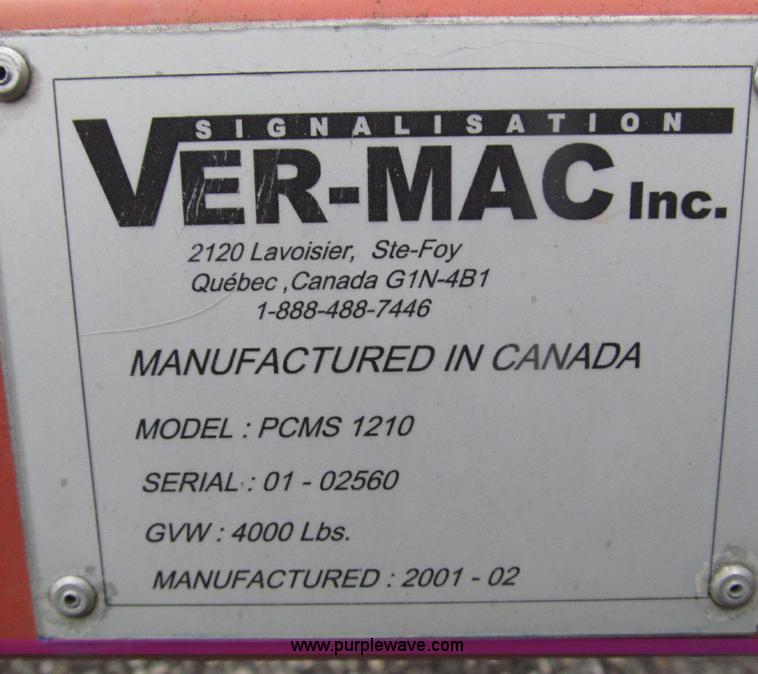 SIGNALISATION
VER-MAC Inc.
2120 Lavoisier, Ste-Foy
Québec ,Canada G1N-4B1
1-888-488-7446
MANUFACTURED IN CANADA
MODEL : PCMS 1210
SERIAL : 01 - 02560
GVW : 4000 Lbs.
MANUFACTURED : 2001 - 02
www.purplewave.com